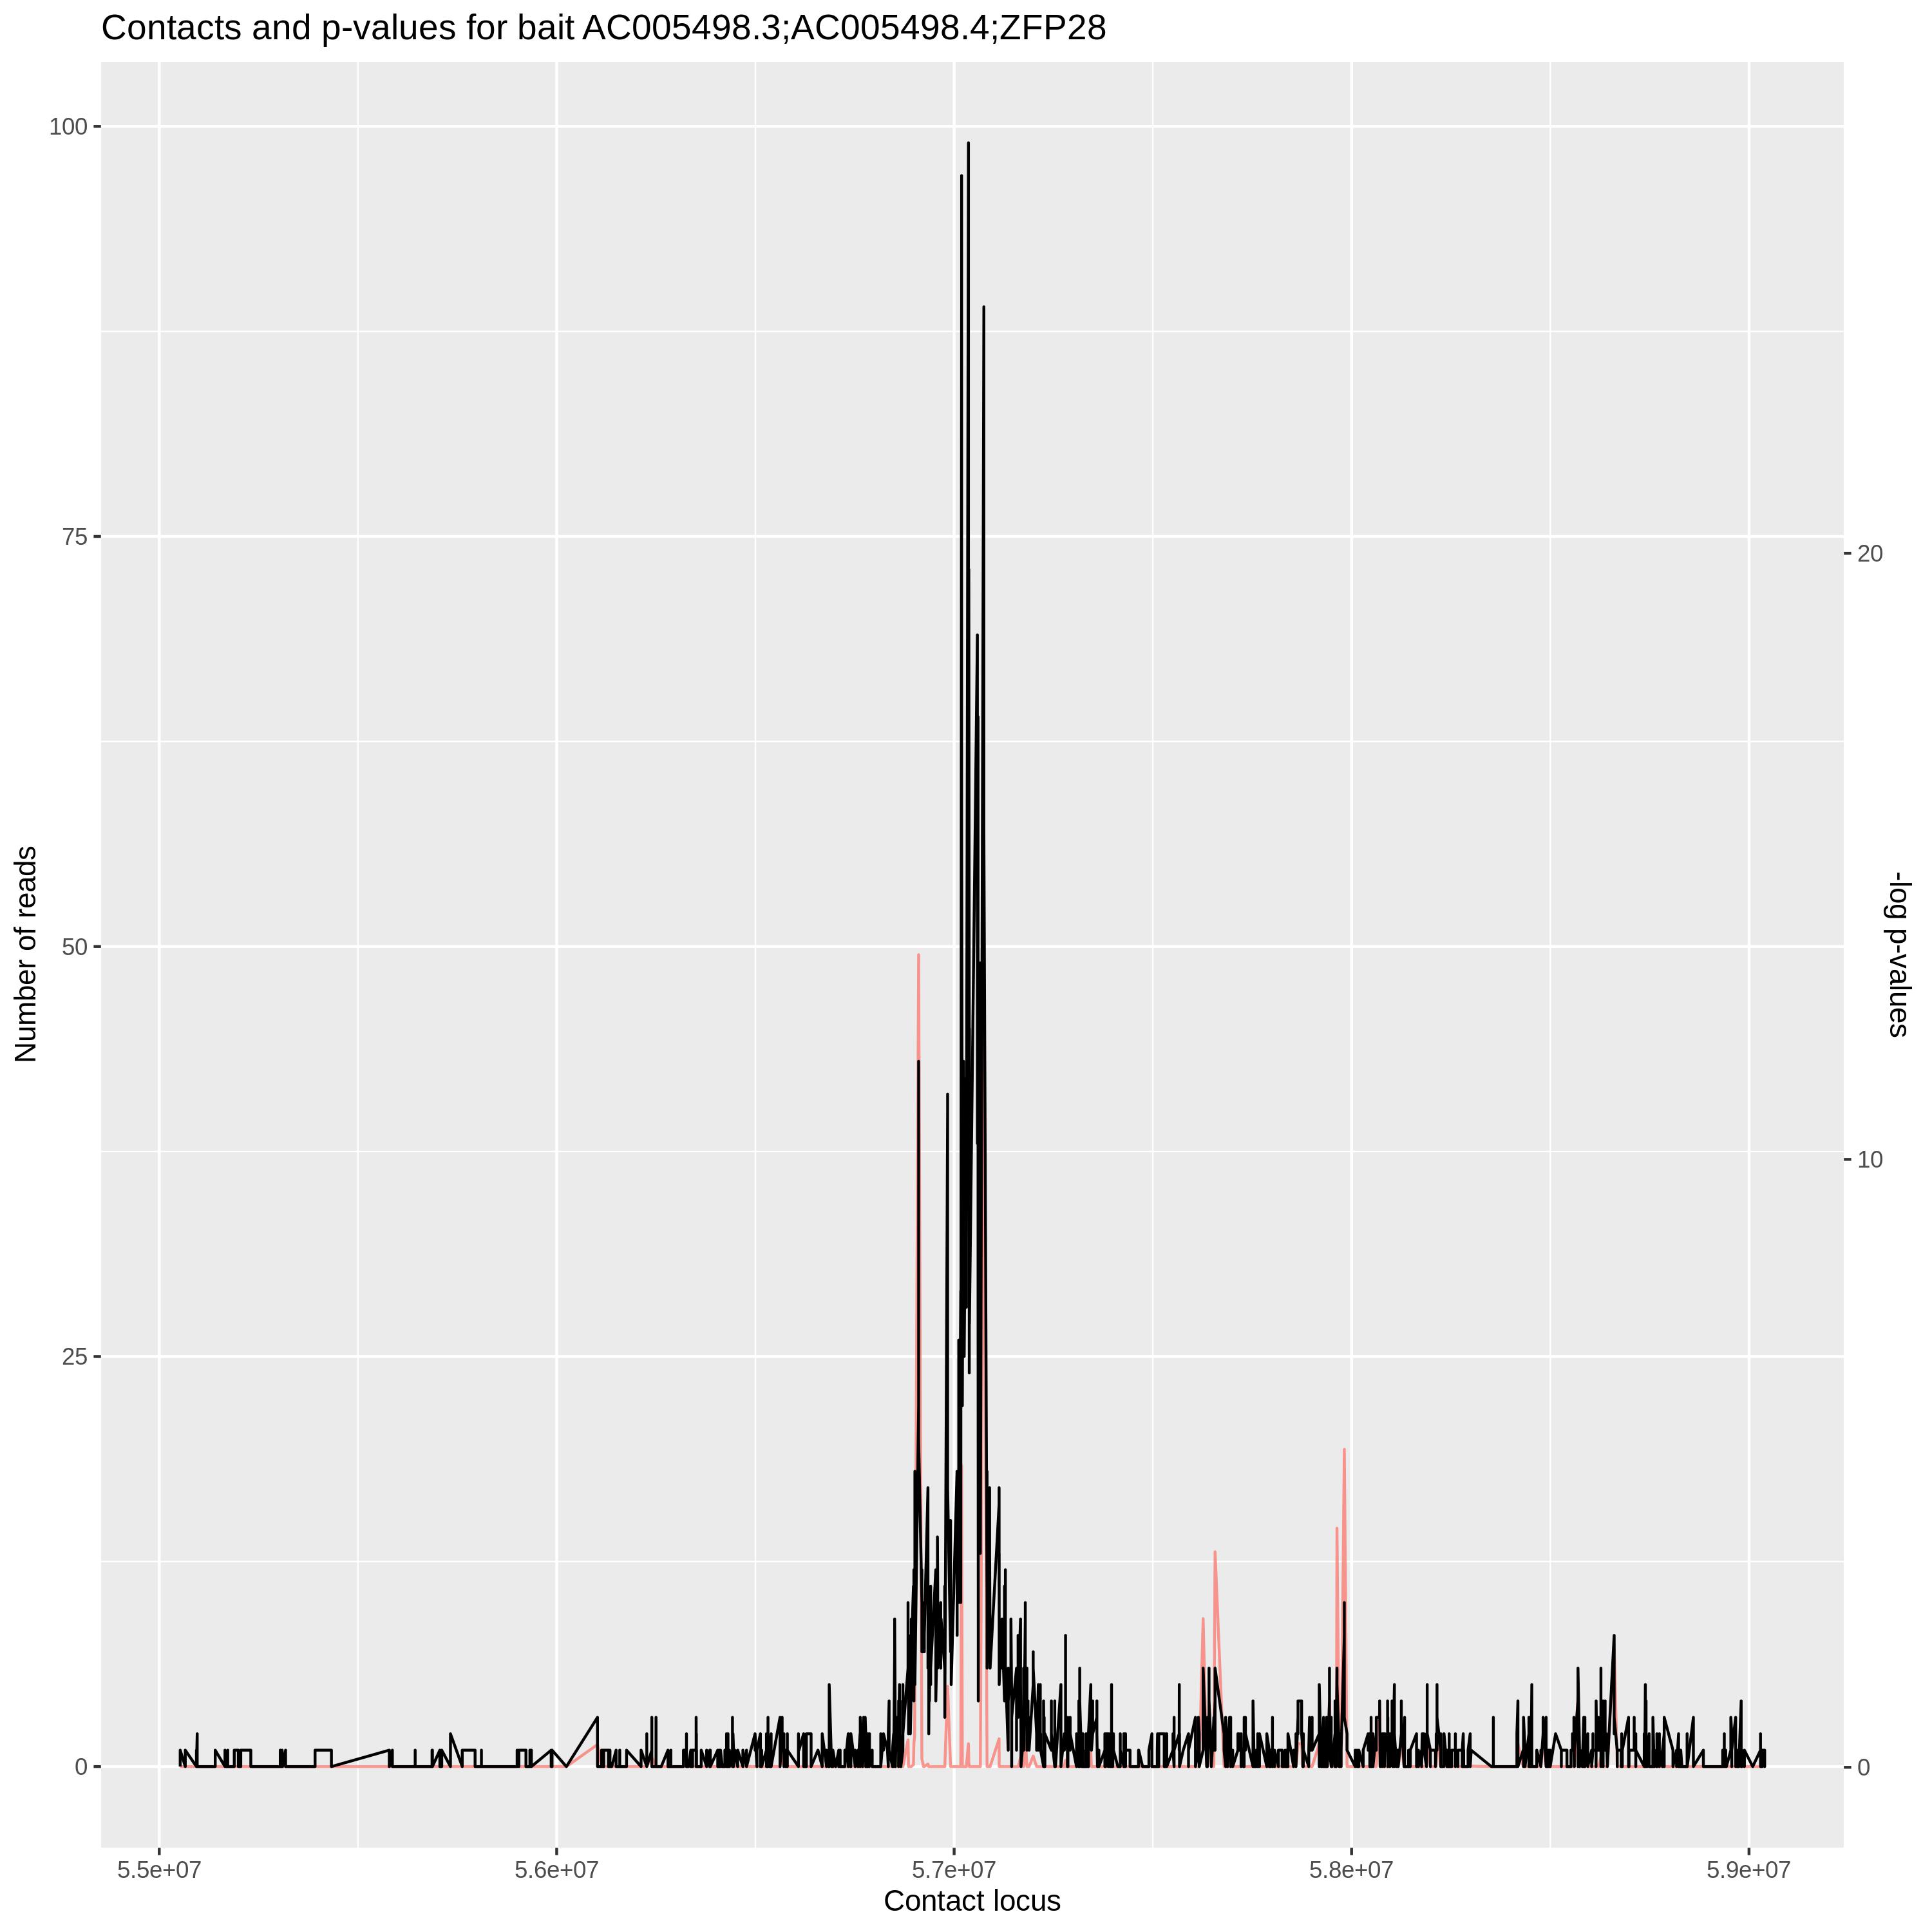 Contacts and p-values for bait AC005498.3;AC005498.4;ZFP28
100
75
50
25
0
Number of reads
20
10
0
-log p-values
5.5e+07
5.6e+07
5.7e+07
5.8e+07
5.9e+07
Contact locus